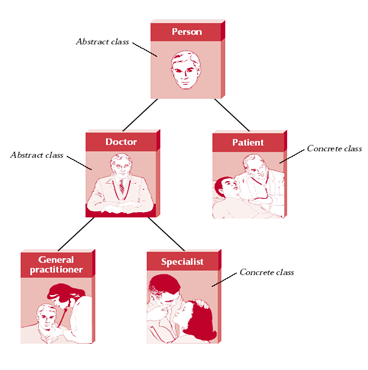 Person
Abstract class
Doctor
Patient
Abstract class
Concrete class
General
practitioner
Specialist
Concrete class